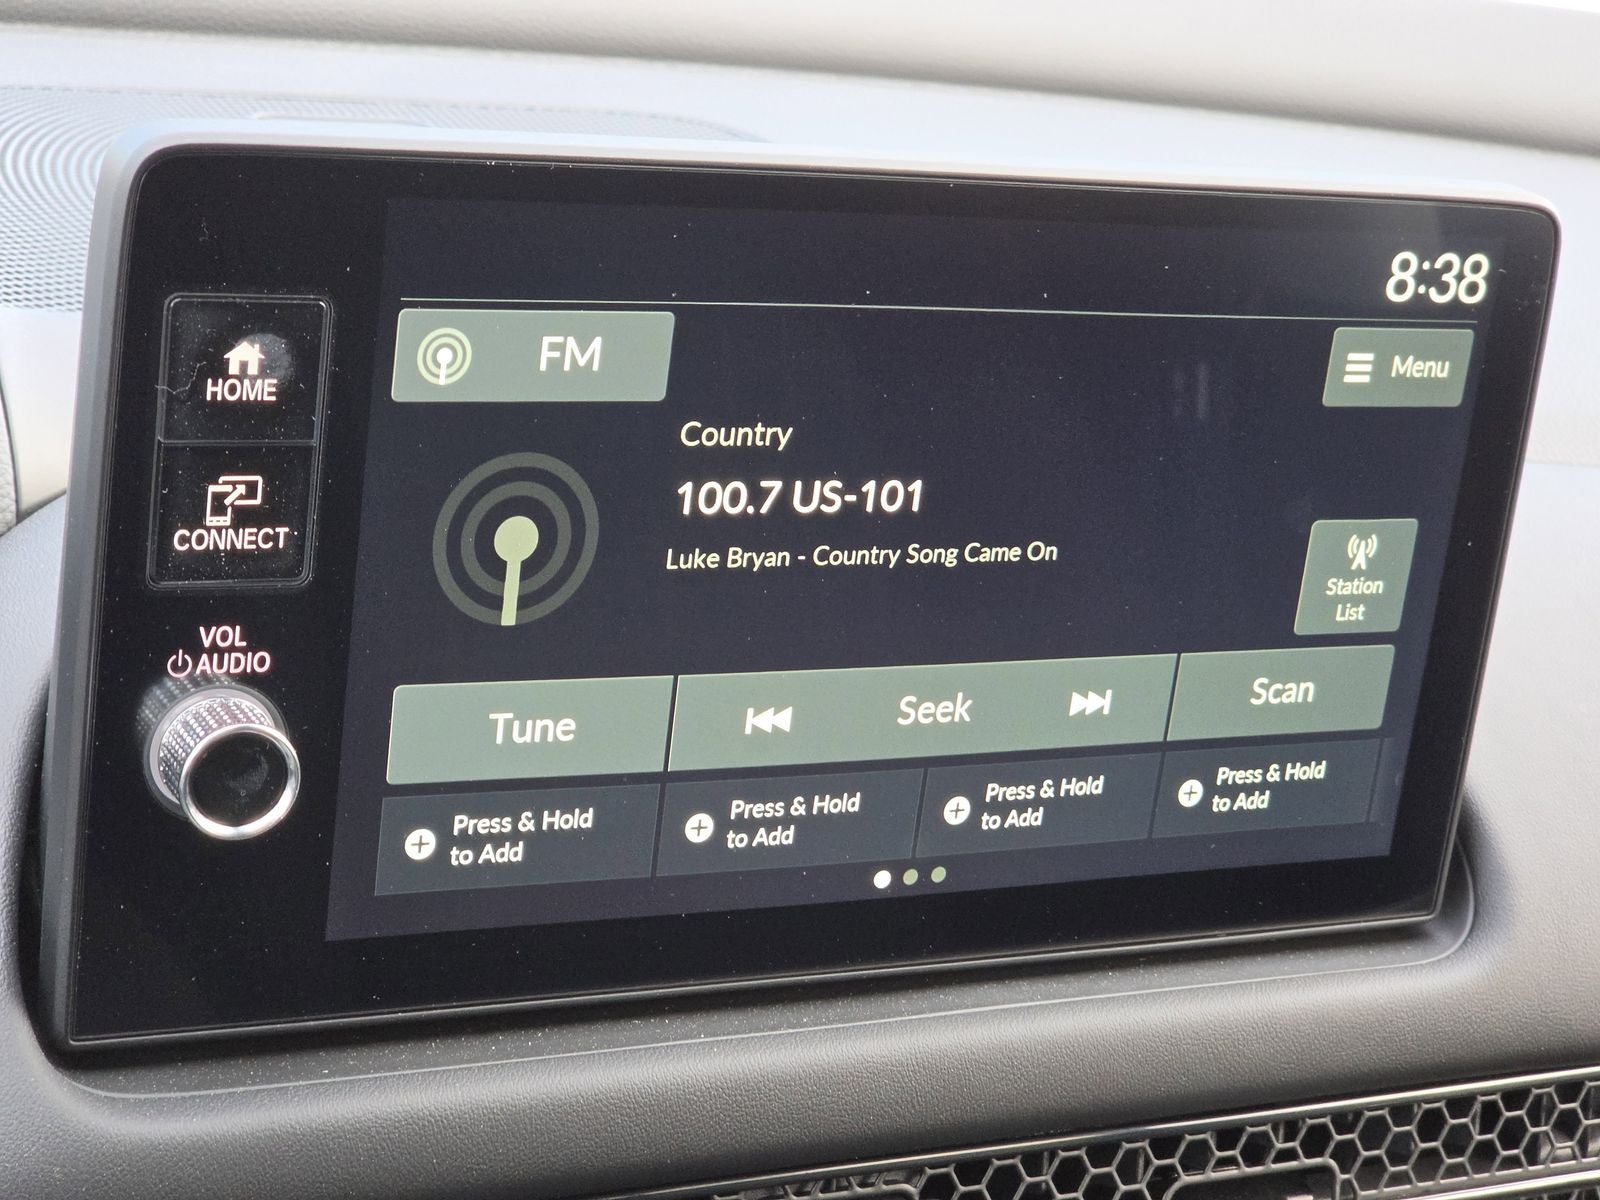 8:38
HOME
CONNECT
VOL
AUDIO
FM
Menu
Country
100.7 US-101
Luke Bryan - Country Song Came On
Station
List
Tune
Seek
Scan
Press & Hold
to Add
Press & Hold
to Add
Press & Hold
to Add
Press & Hold
to Add